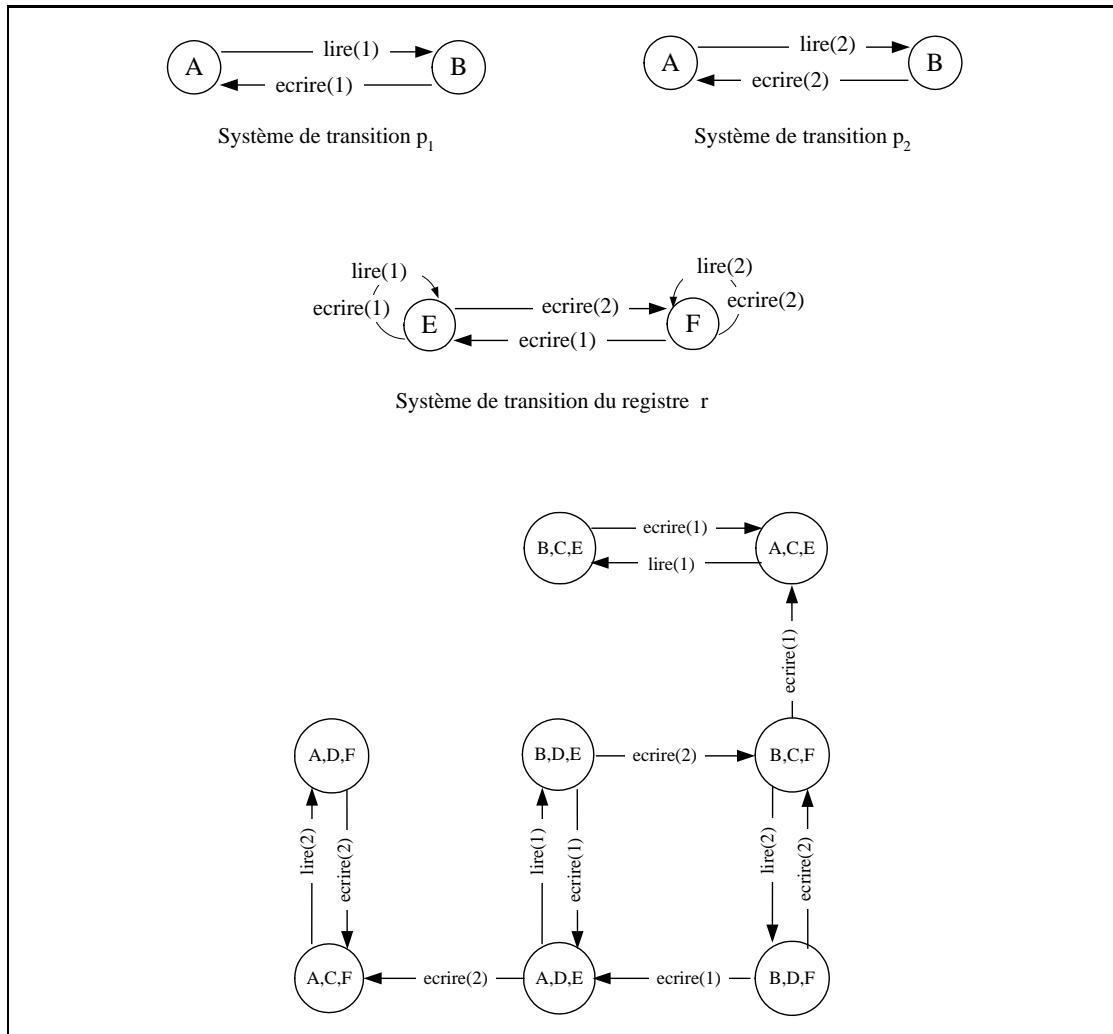 A
lire(1)
ecrire(1)
B
Système de transition p1
A
lire(2)
ecrire(2)
B
Système de transition p2
lire(1)
ecrire(1)
E
ecrire(2)
ecrire(1)
F
lire(2)
ecrire(2)
Système de transition du registre r
B,C,E
ecrire(1)
lire(1)
A,C,E
ecrire(1)
A,D,F
B,D,E
ecrire(2)
B,C,F
lire(2)
ecrire(2)
lire(1)
ecrire(1)
lire(2)
ecrire(2)
A,C,F
ecrire(2)
A,D,E
ecrire(1)
B,D,F